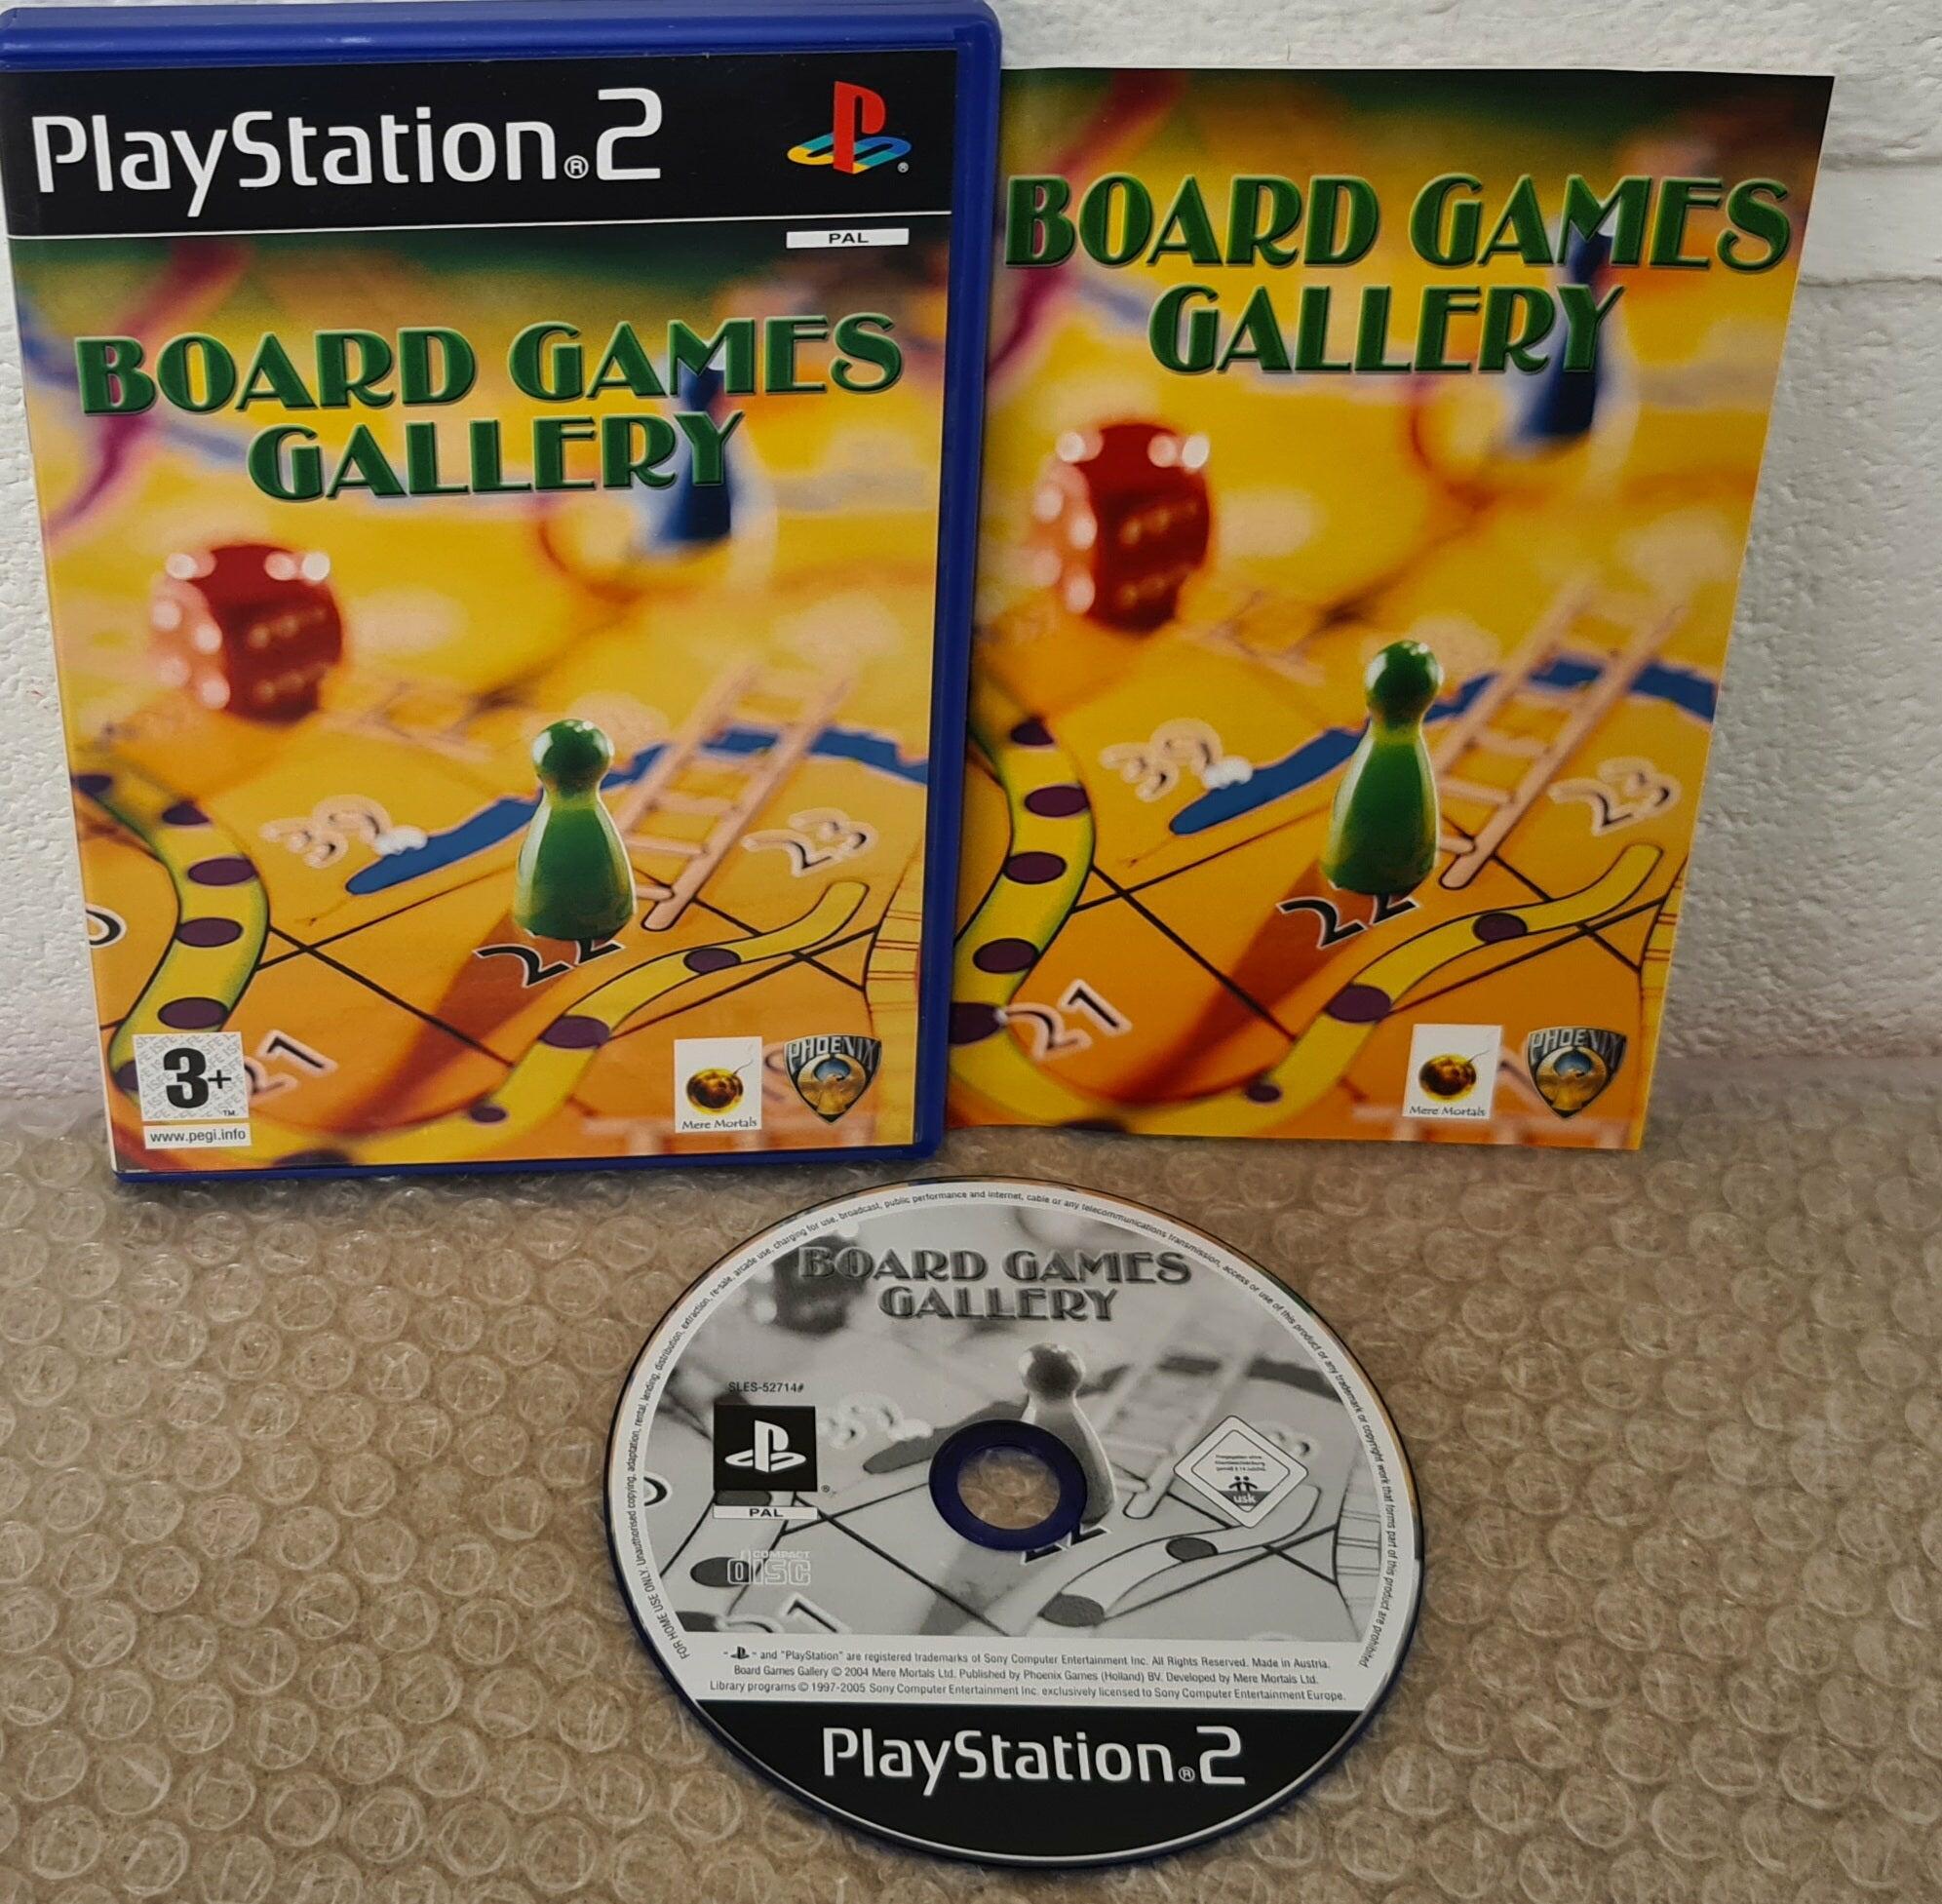 PlayStation®2
PAL
BOARD GAMES
GALLERY
39
23
22
21
3+
TM
www.pegi.info
Mere Mortals
PHOENIX
BOARD GAMES
GALLERY
39
23
22
21
Mere Mortals
PHOENIX
FOR HOME USE ONLY. Unauthorised copying, adaptation, rental, lending, distribution, extraction, re-sale, arcade use, charging for use, broadcast, public performance and internet, cable or any telecommunications transmission, access or use of this product or any trademark or copyright work that forms part of this product are prohibited
BOARD GAMES
GALLERY
SLES-52714#
PAL
COMPACT
disc
usk
22
21
- " - and "PlayStation" are registered trademarks of Sony Computer Entertainment Inc. All Rights Reserved. Made in Austria.
Board Games Gallery © 2004 Mere Mortals Ltd. Published by Phoenix Games (Holland) BV. Developed by Mere Mortals Ltd.
Library programs © 1997-2005 Sony Computer Entertainment Inc. exclusively licensed to Sony Computer Entertainment Europe.
PlayStation®2